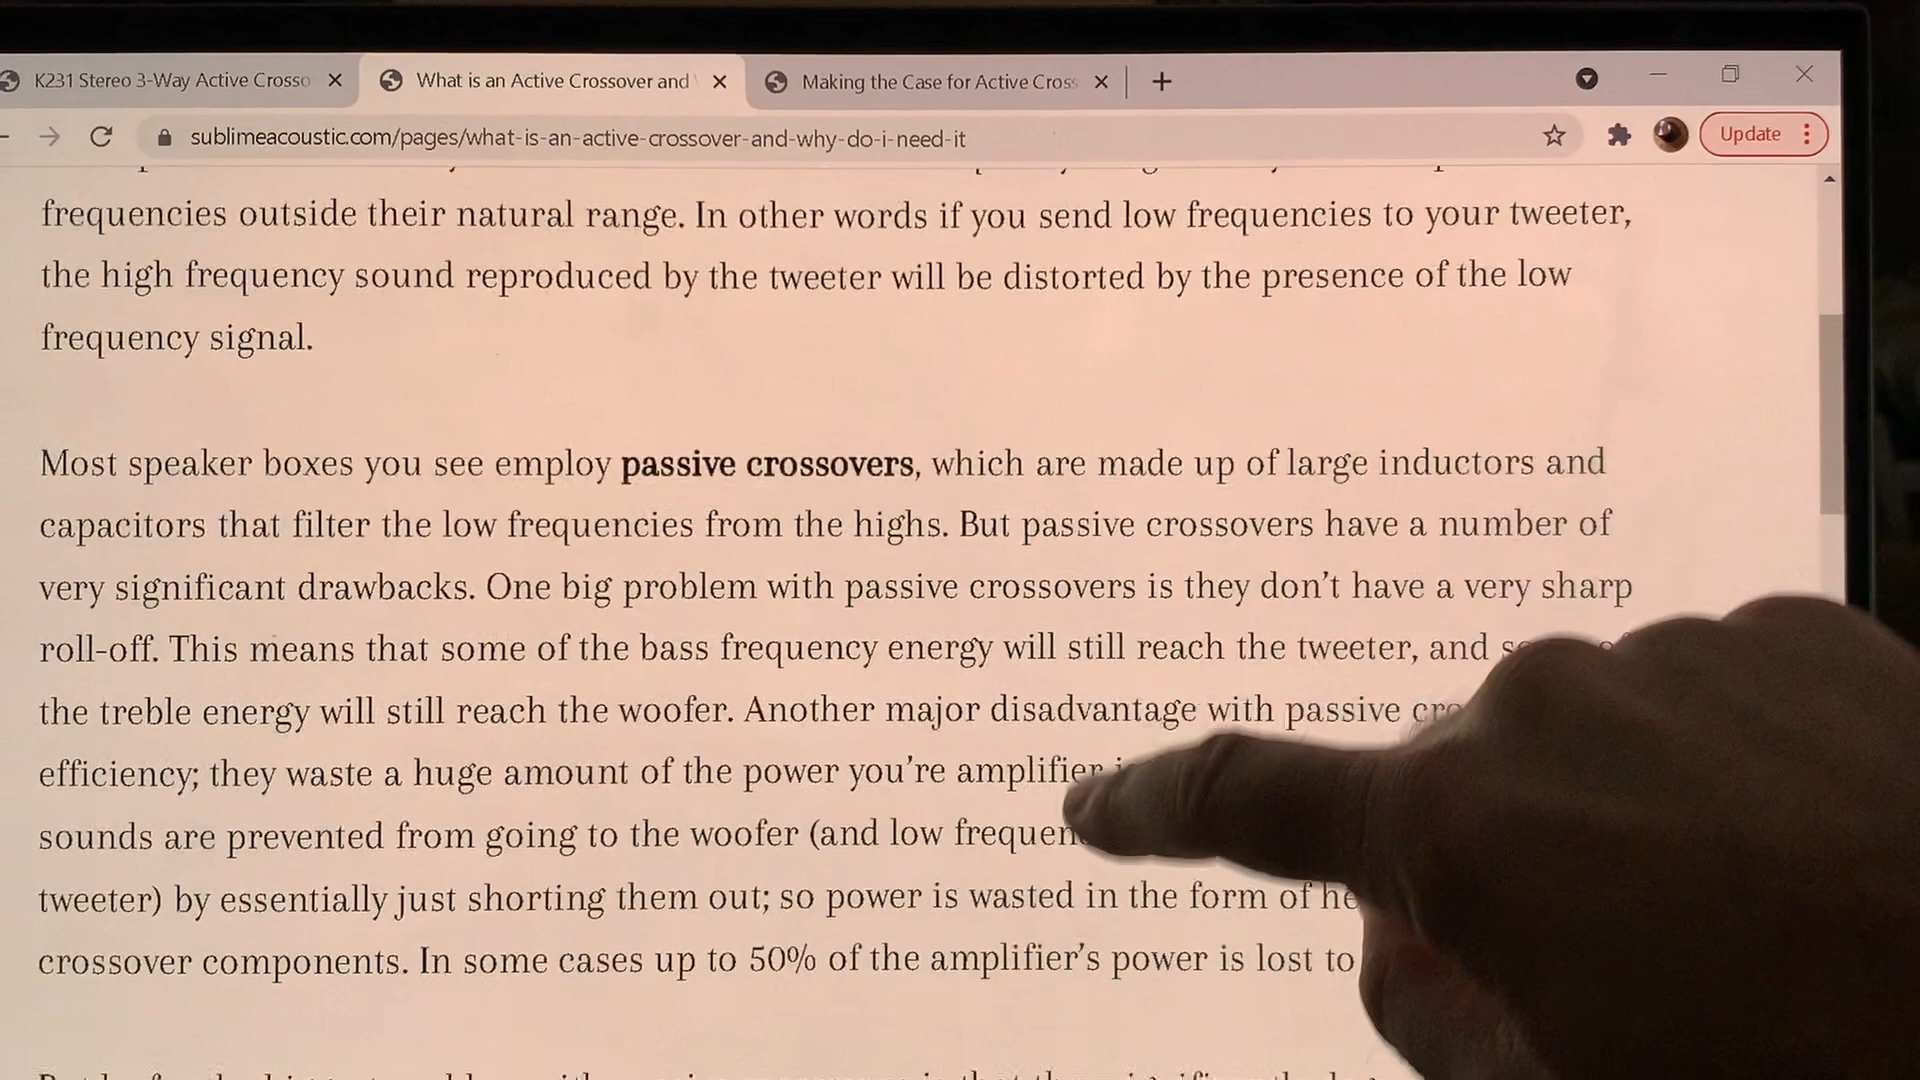 K231 Stereo 3-Way Active Crosso
What is an Active Crossover and
Making the Case for Active Cross
sublimeacoustic.com/pages/what-is-an-active-crossover-and-why-do-i-need-it
Update
frequencies outside their natural range. In other words if you send low frequencies to your tweeter,
the high frequency sound reproduced by the tweeter will be distorted by the presence of the low
frequency signal.
Most speaker boxes you see employ passive crossovers, which are made up of large inductors and
capacitors that filter the low frequencies from the highs. But passive crossovers have a number of
very significant drawbacks. One big problem with passive crossovers is they don't have a very sharp
roll-off. This means that some of the bass frequency energy will still reach the tweeter, and
the treble energy will still reach the woofer. Another major disadvantage with passive
efficiency; they waste a huge amount of the power you're amplifier
sounds are prevented from going to the woofer (and low
tweeter) by essentially just shorting them out; so power is wasted in the form of
crossover components. In some cases up to 50% of the amplifier's power is lost to